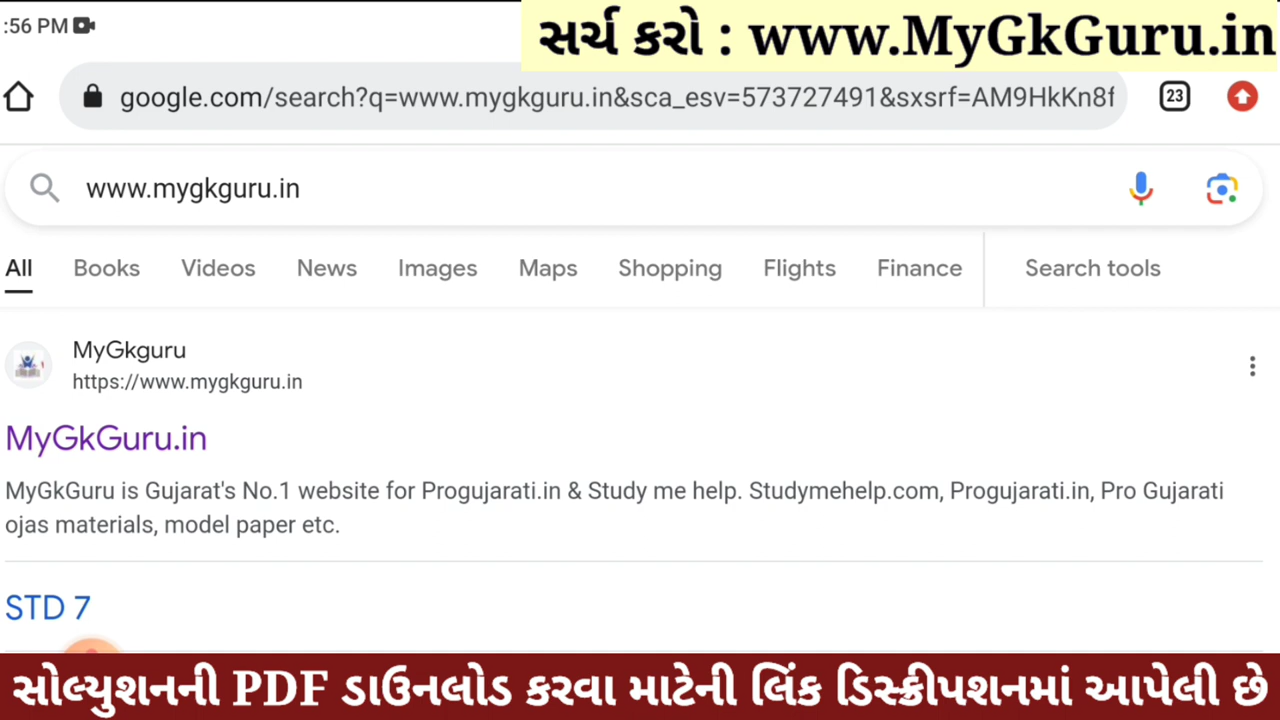 :56 PM
સર્ચ કરો : www.MyGkGuru.in
google.com/search?q=www.mygkguru.in&sca_esv=573727491&sxsrf=AM9HkKn8f
23
www.mygkguru.in
All Books Videos News Images Maps Shopping Flights Finance Search tools
MyGkguru
https://www.mygkguru.in
MyGkGuru.in
MyGkGuru is Gujarat's No.1 website for Progujarati.in & Study me help. Studymehelp.com, Progujarati.in, Pro Gujarati
ojas materials, model paper etc.
STD 7
સોલ્યુશનની PDF ડાઉનલોડ કરવા માટેની લિંક ડિસ્ક્રીપશનમાં આપેલી છે